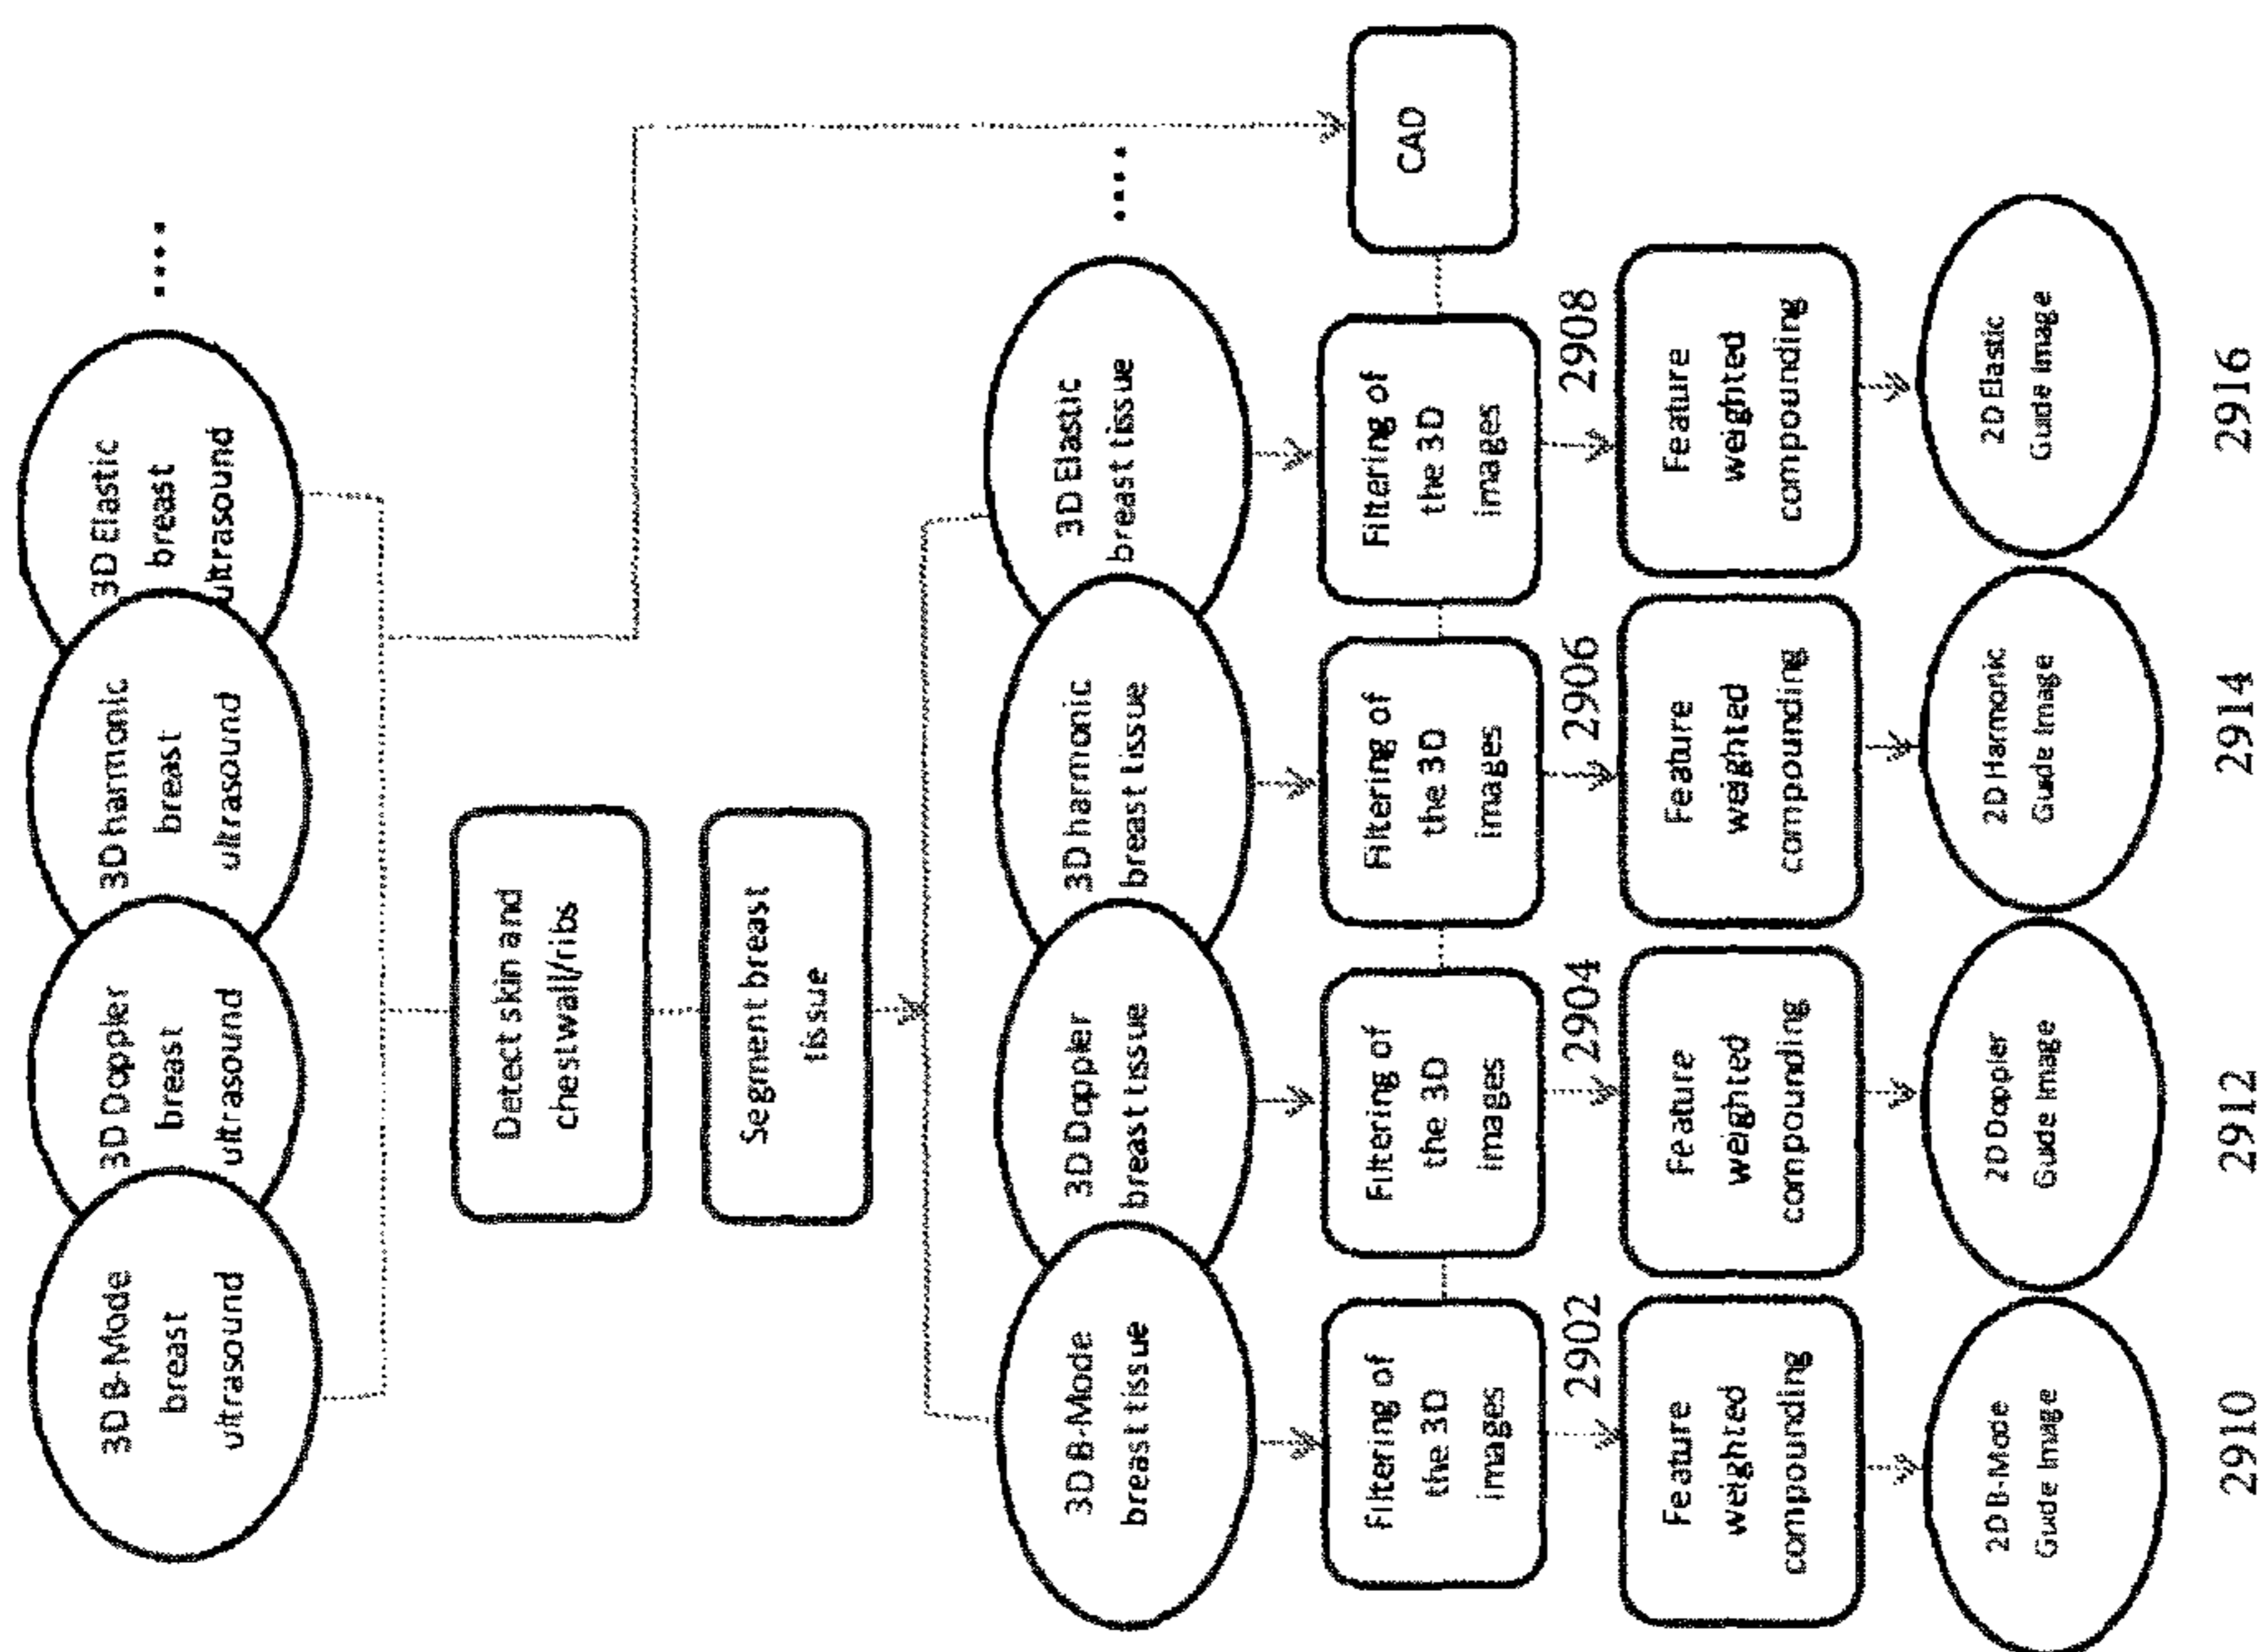 3D B-Mode
breast
ultrasound
3D Doppler
breast
ultrasound
3D harmonic
breast
ultrasound
3D Elastic
breast
ultrasound
....
Detect skin and
chestwall/ribs
Segment breast
tissue
3D B-Mode
breast tissue
3D Doppler
breast tissue
3D harmonic
breast tissue
3D Elastic
breast tissue
....
Filtering of
the 3D
images
Filtering of
the 3D
images
Filtering of
the 3D
images
Filtering of
the 3D
images
CAD
2902
2904
2906
2908
Feature
weighted
compounding
Feature
weighted
compounding
Feature
weighted
compounding
Feature
weighted
compounding
2D B-Mode
Guide Image
2D Doppler
Guide Image
2D Harmonic
Guide Image
2D Elastic
Guide Image
2910
2912
2914
2916